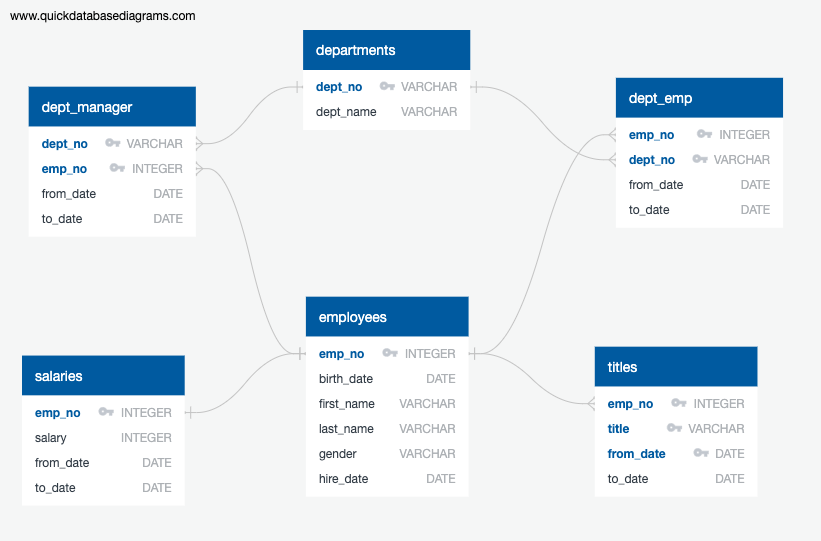 www.quickdatabasediagrams.com
departments
dept_no VARCHAR
dept_name VARCHAR
dept_manager
dept_no VARCHAR
emp_no INTEGER
from_date DATE
to_date DATE
dept_emp
emp_no INTEGER
dept_no VARCHAR
from_date DATE
to_date DATE
employees
emp_no INTEGER
birth_date DATE
first_name VARCHAR
last_name VARCHAR
gender VARCHAR
hire_date DATE
salaries
emp_no INTEGER
salary INTEGER
from_date DATE
to_date DATE
titles
emp_no INTEGER
title VARCHAR
from_date DATE
to_date DATE